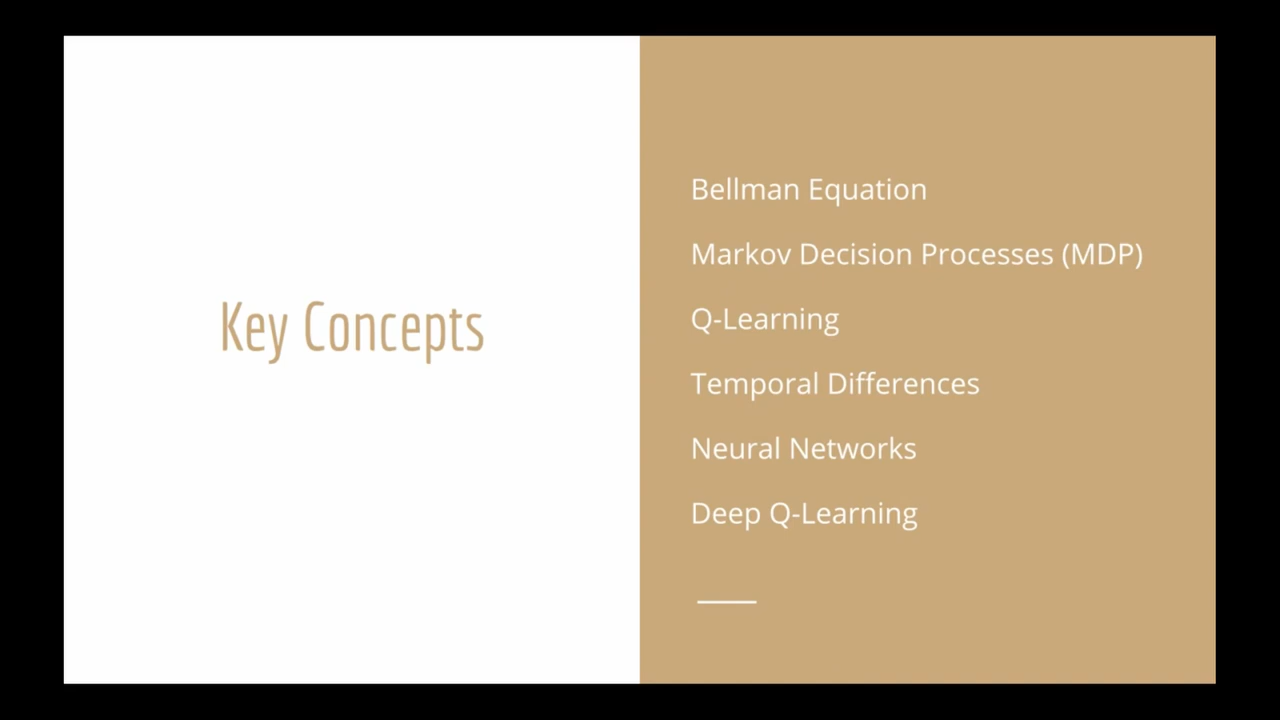 Key Concepts
Bellman Equation
Markov Decision Processes (MDP)
Q-Learning
Temporal Differences
Neural Networks
Deep Q-Learning